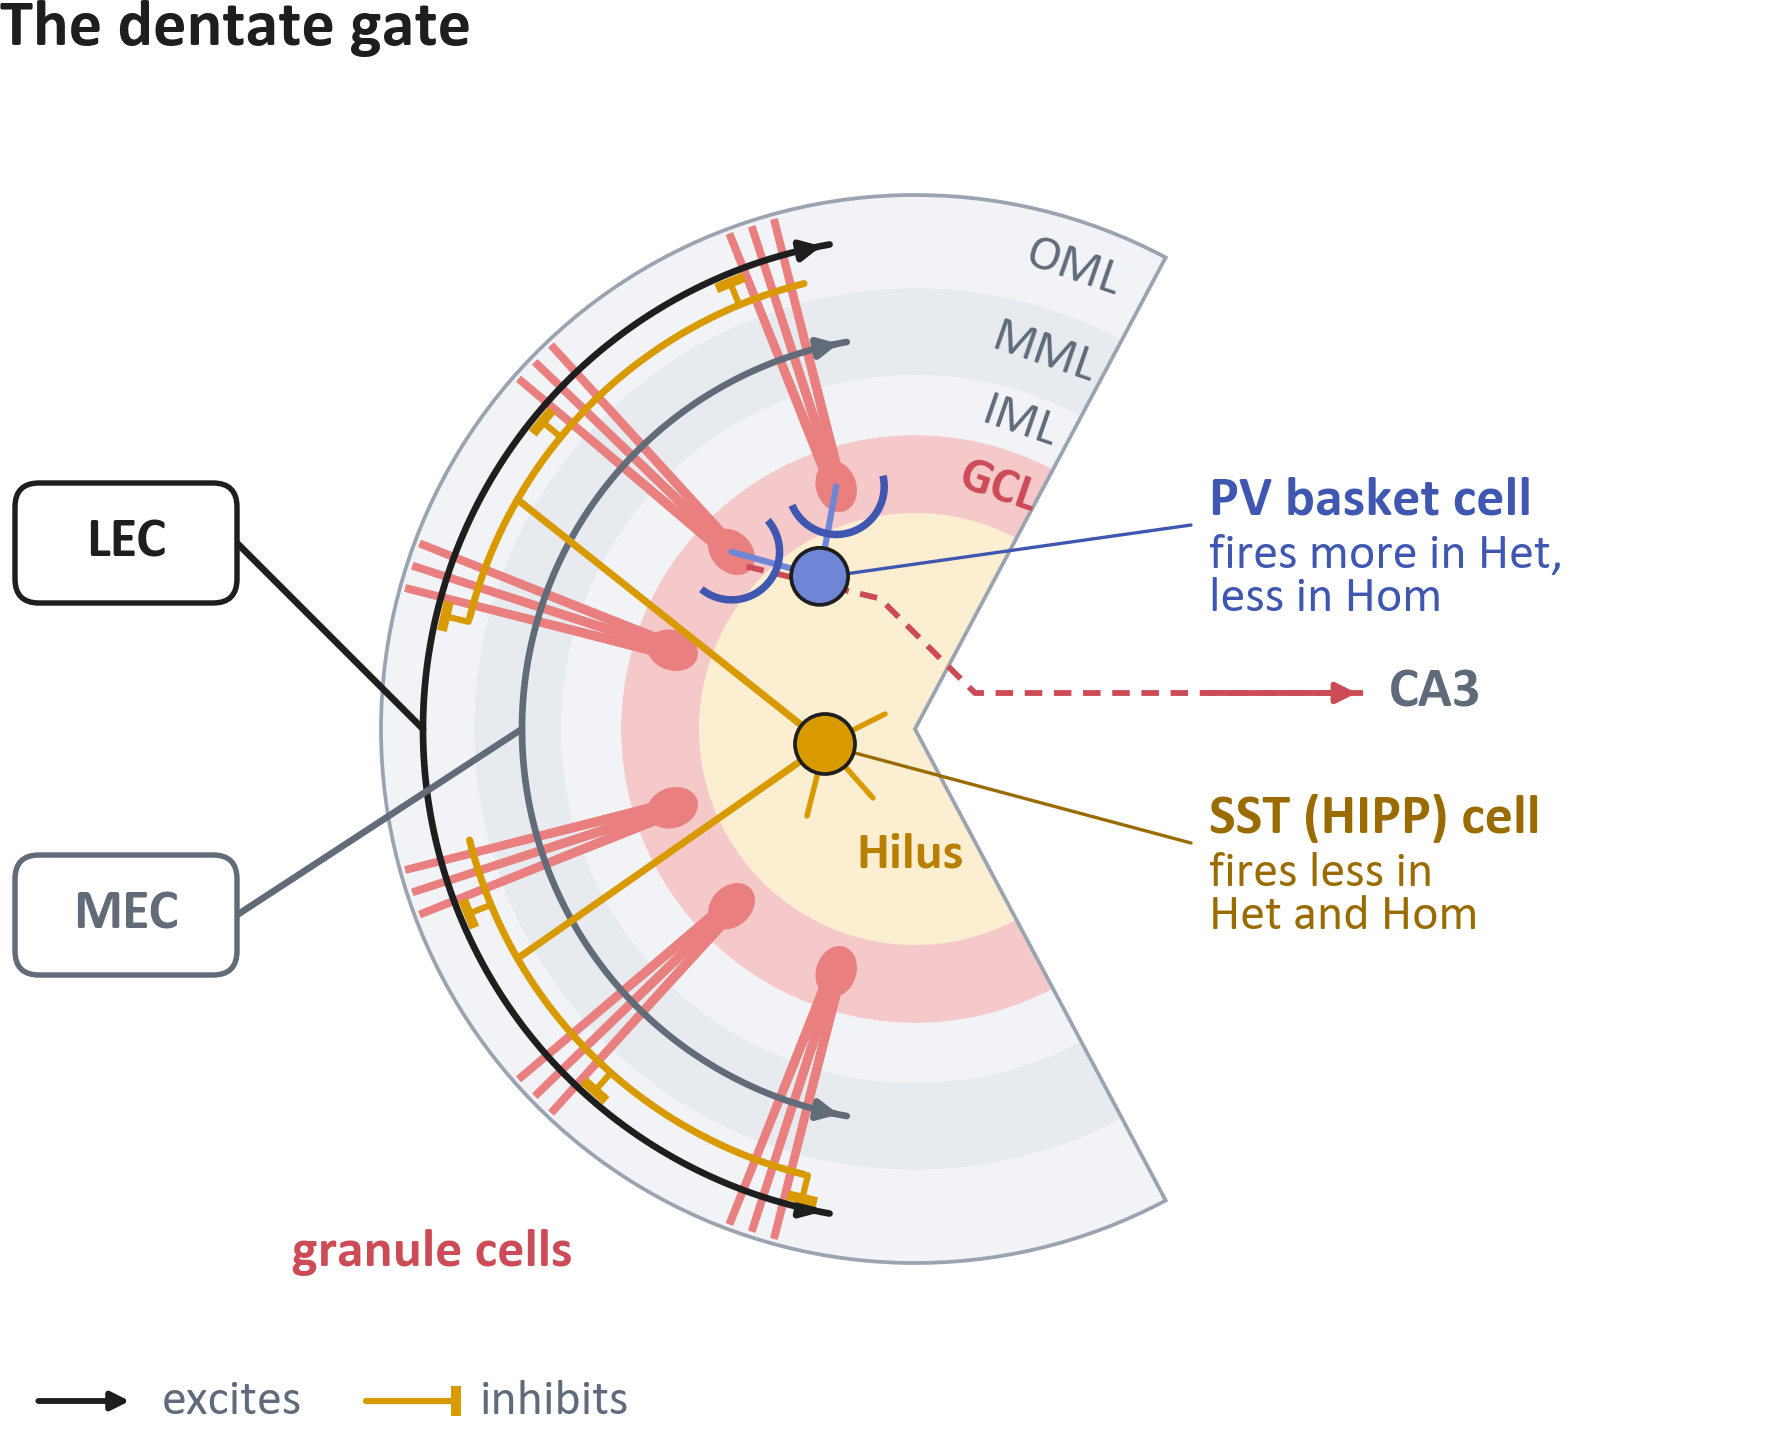 The dentate gate
OML
MML
IML
GCL
LEC
PV basket cell
fires more in Het,
less in Hom
CA3
SST (HIPP) cell
fires less in
Het and Hom
Hilus
MEC
granule cells
excites
inhibits